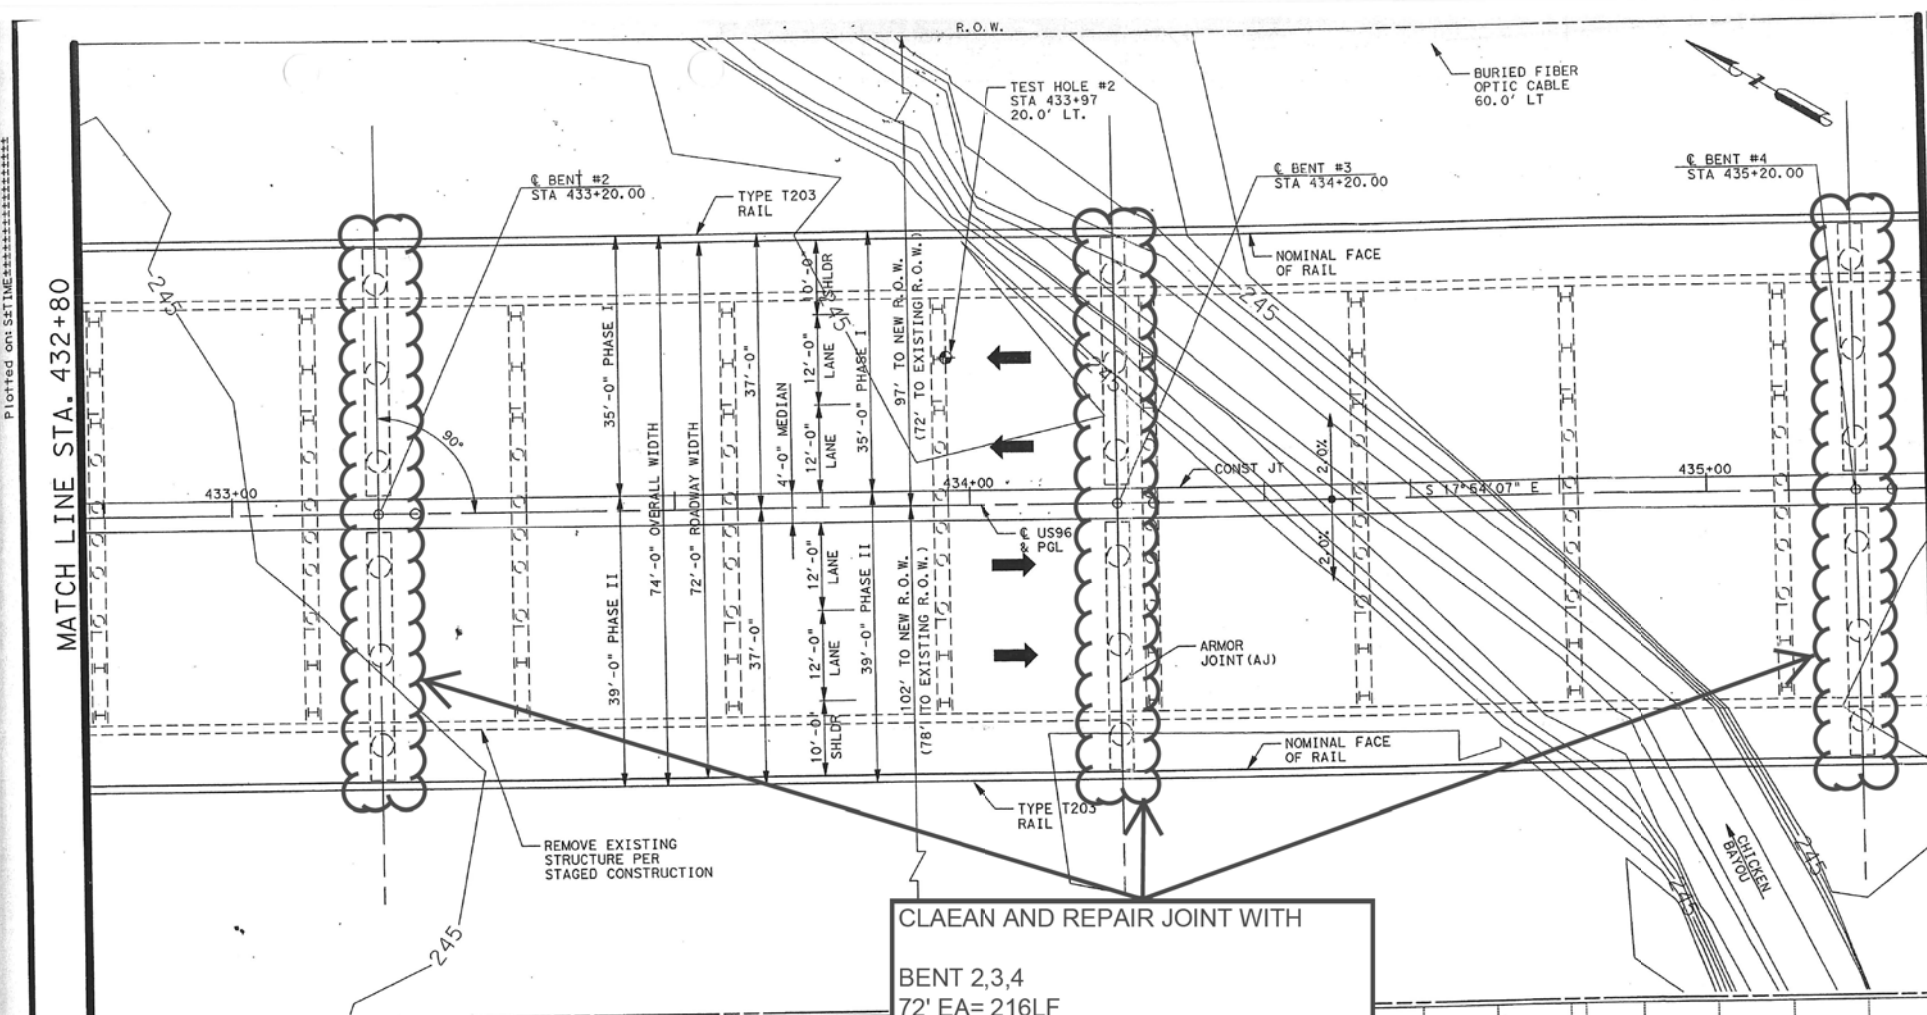 R.O.W.
Plotted on:
MATCH LINE STA. 432+80
BURIED FIBER
OPTIC CABLE
60.0' LT
TEST HOLE #2
STA 433+97
20.0' LT.
℄ BENT #2
STA 433+20.00
℄ BENT #3
STA 434+20.00
℄ BENT #4
STA 435+20.00
TYPE T203
RAIL
NOMINAL FACE
OF RAIL
245
245
245
245
35'-0" PHASE I
37'-0"
4'-0" MEDIAN
10'-0"
SHLDR
12'-0"
LANE
12'-0"
LANE
35'-0" PHASE I
97' TO NEW R.O.W.
(72' TO EXISTING R.O.W.)
90°
433+00
434+00
435+00
CONST JT
2.0%
S 17°54'07" E
2.0%
℄ US96
& PGL
39'-0" PHASE II
74'-0" OVERALL WIDTH
72'-0" ROADWAY WIDTH
37'-0"
12'-0"
LANE
12'-0"
LANE
10'-0"
SHLDR
39'-0" PHASE II
102' TO NEW R.O.W.
(78' TO EXISTING R.O.W.)
ARMOR
JOINT(AJ)
NOMINAL FACE
OF RAIL
TYPE T203
RAIL
REMOVE EXISTING
STRUCTURE PER
STAGED CONSTRUCTION
CHICKEN
BAYOU
245
245
245
CLAEAN AND REPAIR JOINT WITH
BENT 2,3,4
72' EA= 216LF